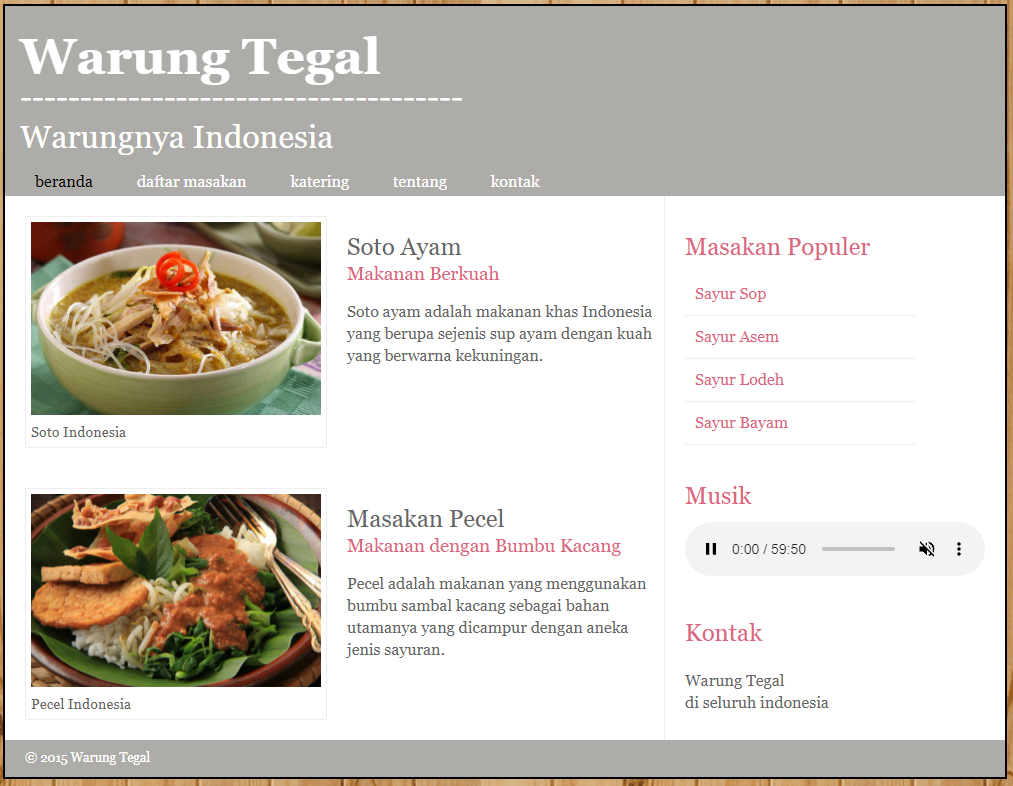 Warung Tegal
-------------------------------------
Warungnya Indonesia
beranda daftar masakan katering tentang kontak
Soto Indonesia
Soto Ayam
Makanan Berkuah
Soto ayam adalah makanan khas Indonesia
yang berupa sejenis sup ayam dengan kuah
yang berwarna kekuningan.
Pecel Indonesia
Masakan Pecel
Makanan dengan Bumbu Kacang
Pecel adalah makanan yang menggunakan
bumbu sambal kacang sebagai bahan
utamanya yang dicampur dengan aneka
jenis sayuran.
Masakan Populer
Sayur Sop
Sayur Asem
Sayur Lodeh
Sayur Bayam
Musik
0:00 / 59:50
Kontak
Warung Tegal
di seluruh indonesia
© 2015 Warung Tegal